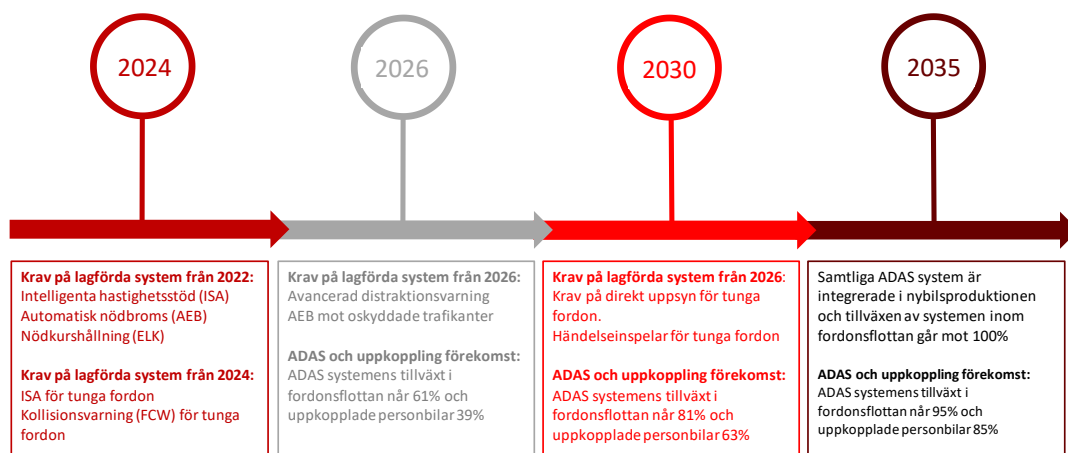 2024
2026
2030
2035
Krav på lagförda system från 2022:
Intelligenta hastighetsstöd (ISA)
Automatisk nödbroms (AEB)
Nödkurshållning (ELK)
Krav på lagförda system från 2024:
ISA för tunga fordon
Kollisionsvarning (FCW) för tunga
fordon
Krav på lagförda system från 2026:
Avancerad distraktionsvarning
AEB mot oskyddade trafikanter
ADAS och uppkoppling förekomst:
ADAS systemens tillväxt i
fordonsflottan når 61% och
uppkopplade personbilar 39%
Krav på lagförda system från 2026:
Krav på direkt uppsyn för tunga
fordon.
Händelseinspelar för tunga fordon
ADAS och uppkoppling förekomst:
ADAS systemens tillväxt i
fordonsflottan når 81% och
uppkopplade personbilar 63%
Samtliga ADAS system är
integrerade i nybilsproduktionen
och tillväxen av systemen inom
fordonsflottan går mot 100%
ADAS och uppkoppling förekomst:
ADAS systemens tillväxt i
fordonsflottan når 95% och
uppkopplade personbilar 85%